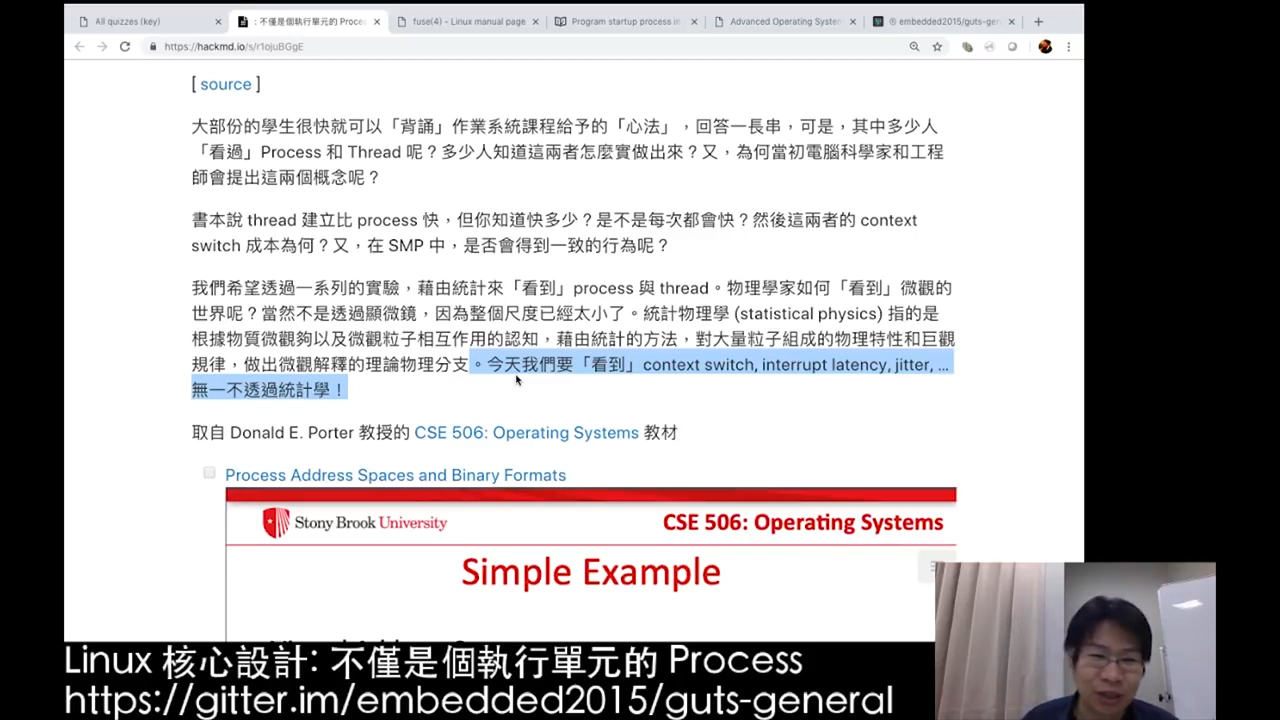 All quizzes (key)
: 不僅是個執行單元的 Proces
fuse(4) - Linux manual page
Program startup process in
Advanced Operating System
embedded2015/guts-gen
https://hackmd.io/s/r1ojuBGgE
[ source ]
大部份的學生很快就可以「背誦」作業系統課程給予的「心法」，回答一長串，可是，其中多少人
「看過」Process 和 Thread 呢？多少人知道這兩者怎麼實做出來？又，為何當初電腦科學家和工程
師會提出這兩個概念呢？
書本說 thread 建立比 process 快，但你知道快多少？是不是每次都會快？然後這兩者的 context
switch 成本為何？又，在 SMP 中，是否會得到一致的行為呢？
我們希望透過一系列的實驗，藉由統計來「看到」process 與 thread。物理學家如何「看到」微觀的
世界呢？當然不是透過顯微鏡，因為整個尺度已經太小了。統計物理學 (statistical physics) 指的是
根據物質微觀夠以及微觀粒子相互作用的認知，藉由統計的方法，對大量粒子組成的物理特性和巨觀
規律，做出微觀解釋的理論物理分支。今天我們要「看到」context switch, interrupt latency, jitter, …
無一不透過統計學！
取自 Donald E. Porter 教授的 CSE 506: Operating Systems 教材
Process Address Spaces and Binary Formats
Stony Brook University
CSE 506: Operating Systems
Simple Example
Linux 核心設計: 不僅是個執行單元的 Process
https://gitter.im/embedded2015/guts-general